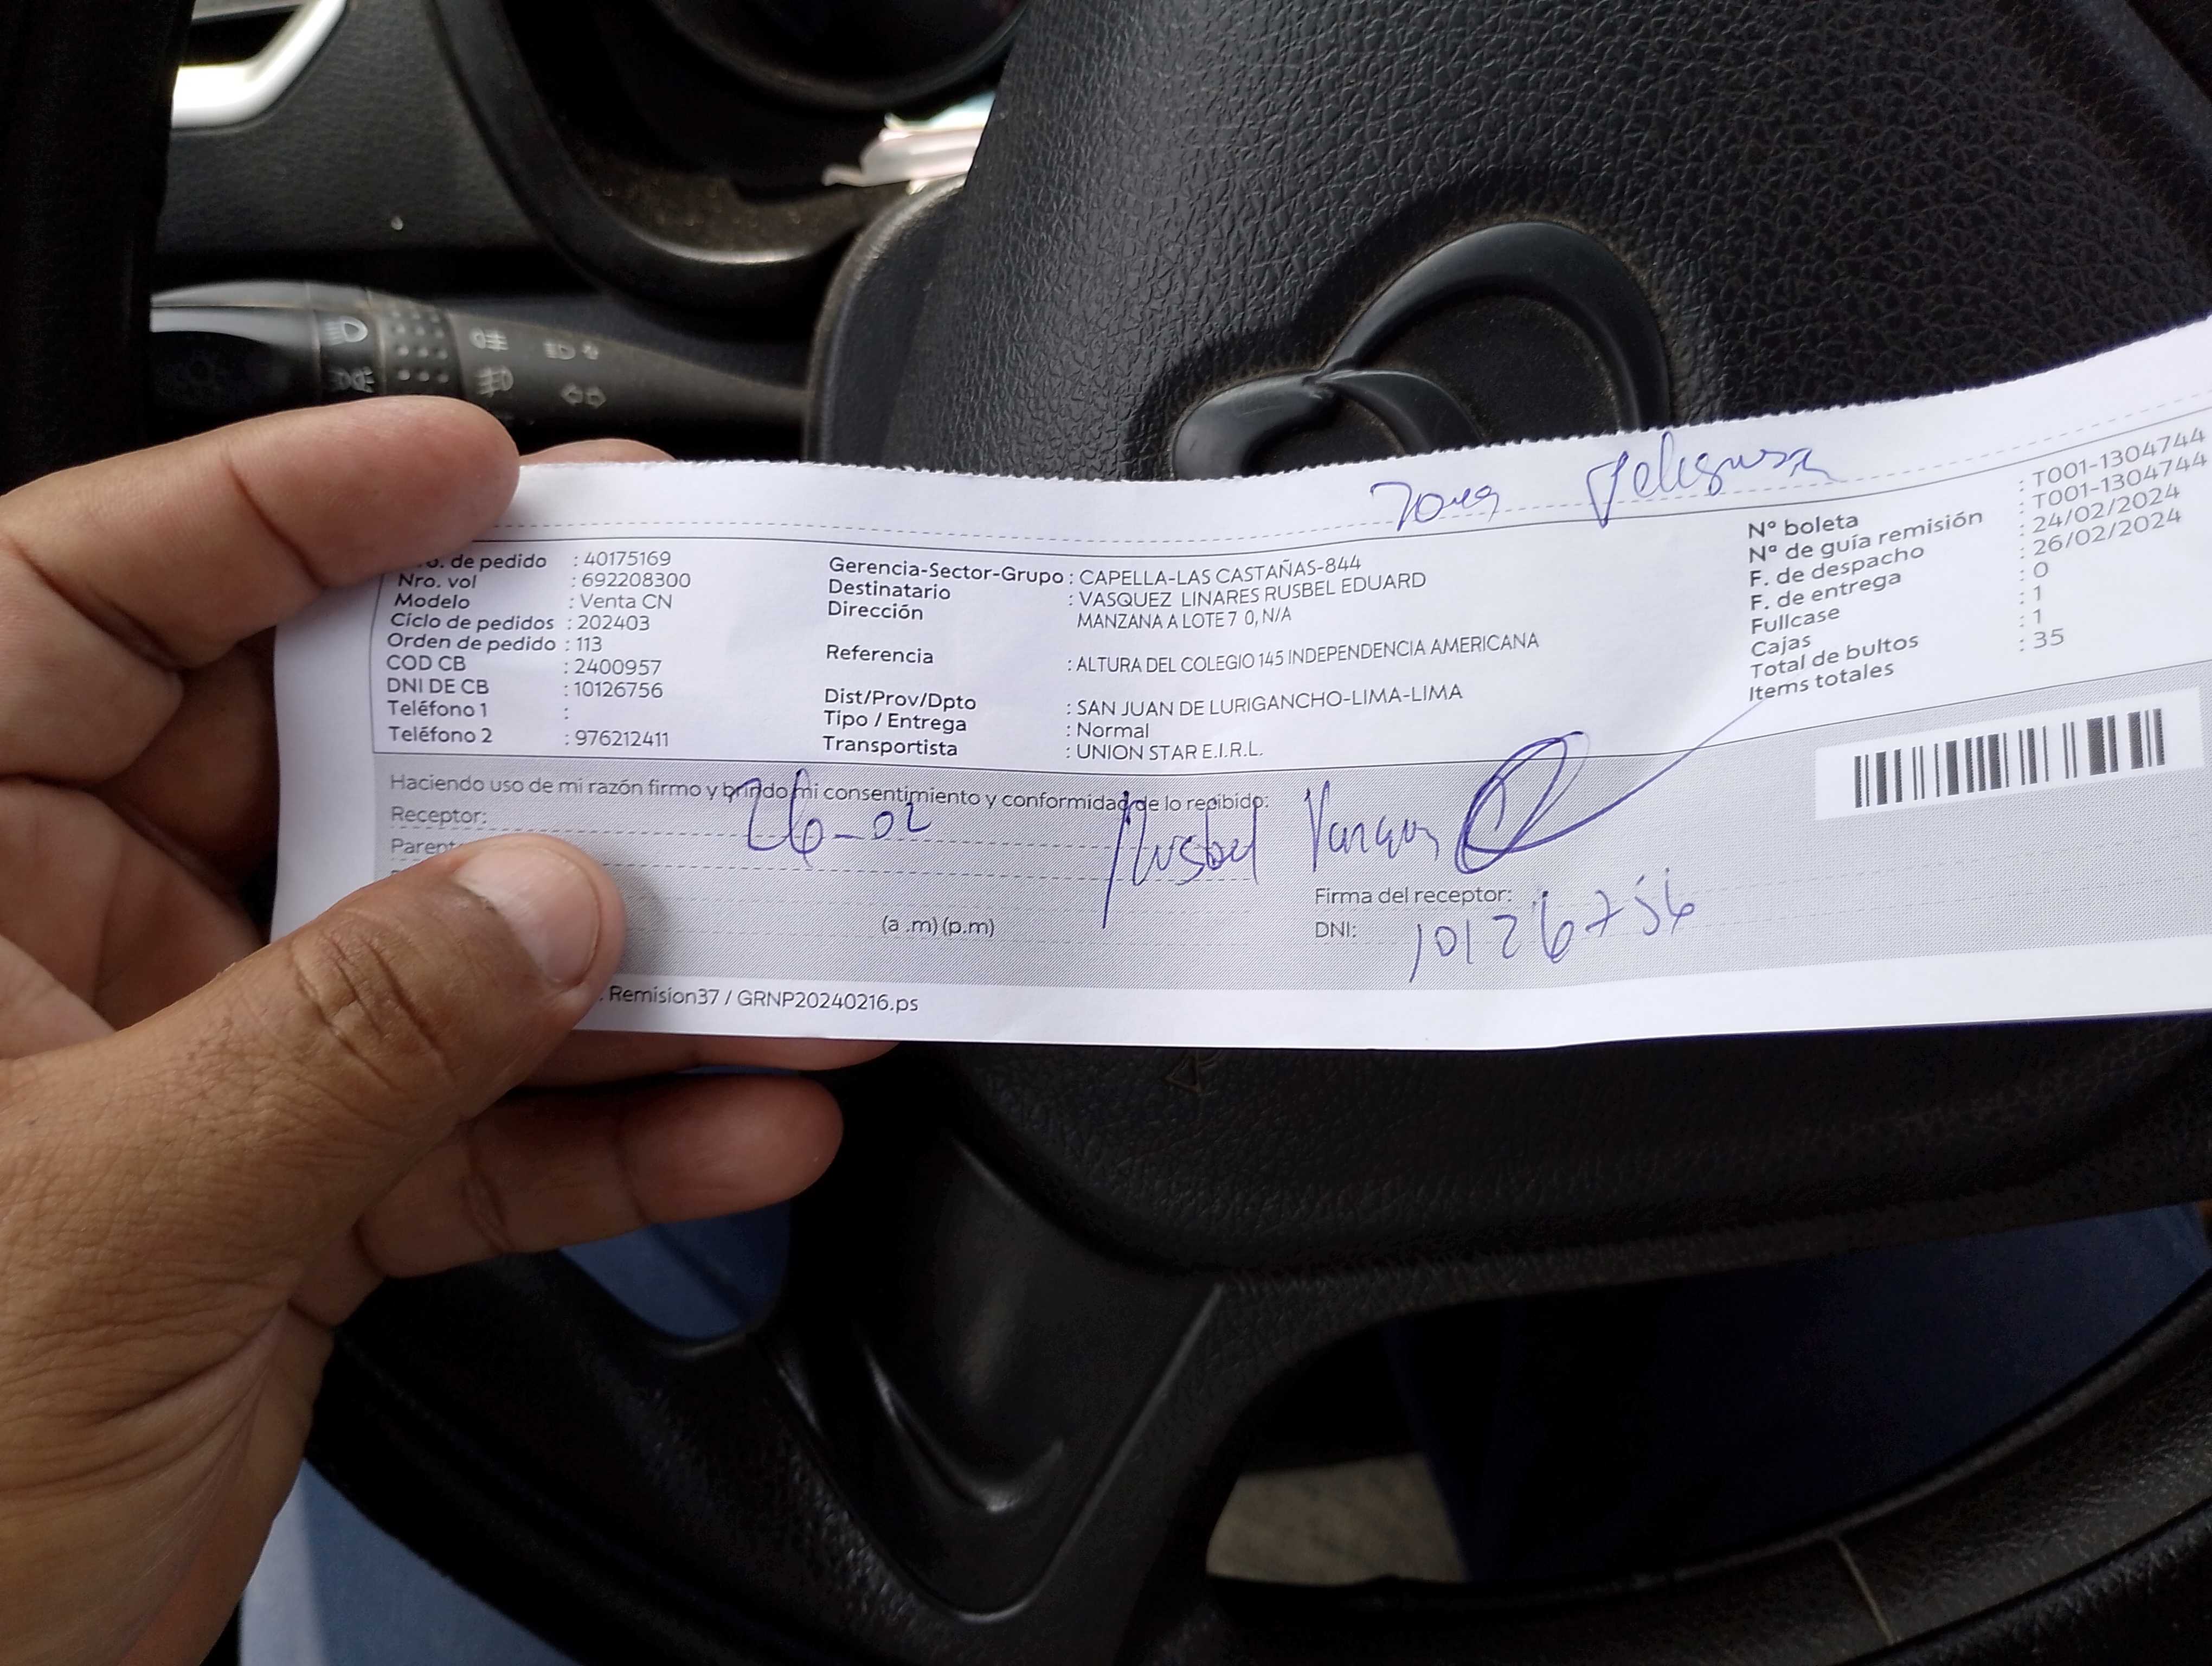 Zona Peligrosa
de pedido : 40175169
Nro. vol : 692208300
Modelo : Venta CN
Ciclo de pedidos : 202403
Orden de pedido : 113
COD CB : 2400957
DNI DE CB : 10126756
Teléfono 1 :
Teléfono 2 : 976212411
Gerencia-Sector-Grupo : CAPELLA-LAS CASTAÑAS-844
Destinatario : VASQUEZ LINARES RUSBEL EDUARD
Dirección MANZANA A LOTE 7 0, N/A
Referencia : ALTURA DEL COLEGIO 145 INDEPENDENCIA AMERICANA
Dist/Prov/Dpto : SAN JUAN DE LURIGANCHO-LIMA-LIMA
Tipo / Entrega : Normal
Transportista : UNION STAR E.I.R.L.
Nº boleta : T001-1304744
Nº de guía remisión : T001-1304744
F. de despacho : 24/02/2024
F. de entrega : 26/02/2024
Fullcase : 0
Cajas : 1
Total de bultos : 1
Items totales : 35
Haciendo uso de mi razón firmo y brindo mi consentimiento y conformidad de lo recibido:
Receptor:
26-02
Rusbel
Parent
Firma del receptor:
(a .m) (p.m)
DNI: 10126756
. Remision37 / GRNP20240216.ps